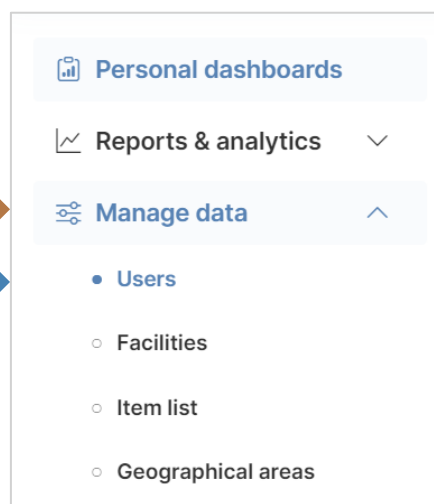 Personal dashboards
Reports & analytics
Manage data
Users
Facilities
Item list
Geographical areas